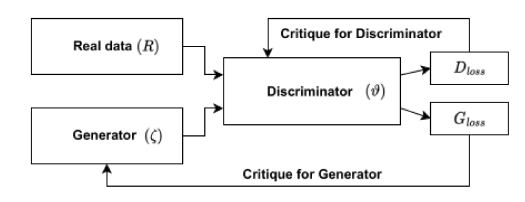 Critique for Discriminator
Real data (R)
Discriminator (ϑ)
D_loss
Generator (ζ)
G_loss
Critique for Generator